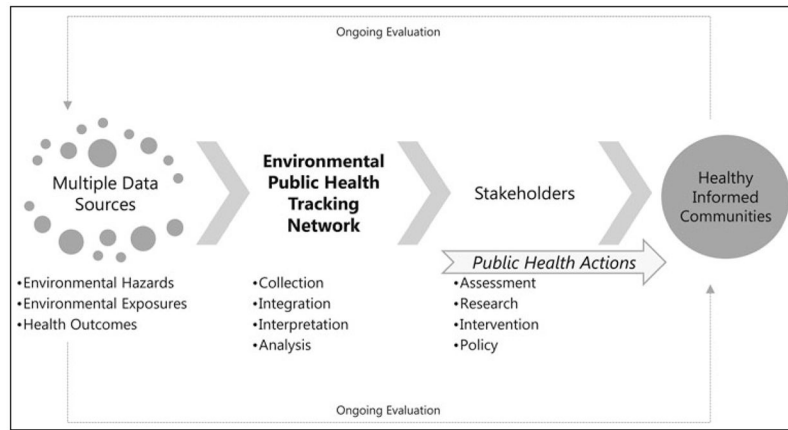 Ongoing Evaluation
Multiple Data
Sources
Environmental
Public Health
Tracking
Network
Stakeholders
Healthy
Informed
Communities
Public Health Actions
•Environmental Hazards
•Environmental Exposures
•Health Outcomes
•Collection
•Integration
•Interpretation
•Analysis
•Assessment
•Research
•Intervention
•Policy
Ongoing Evaluation